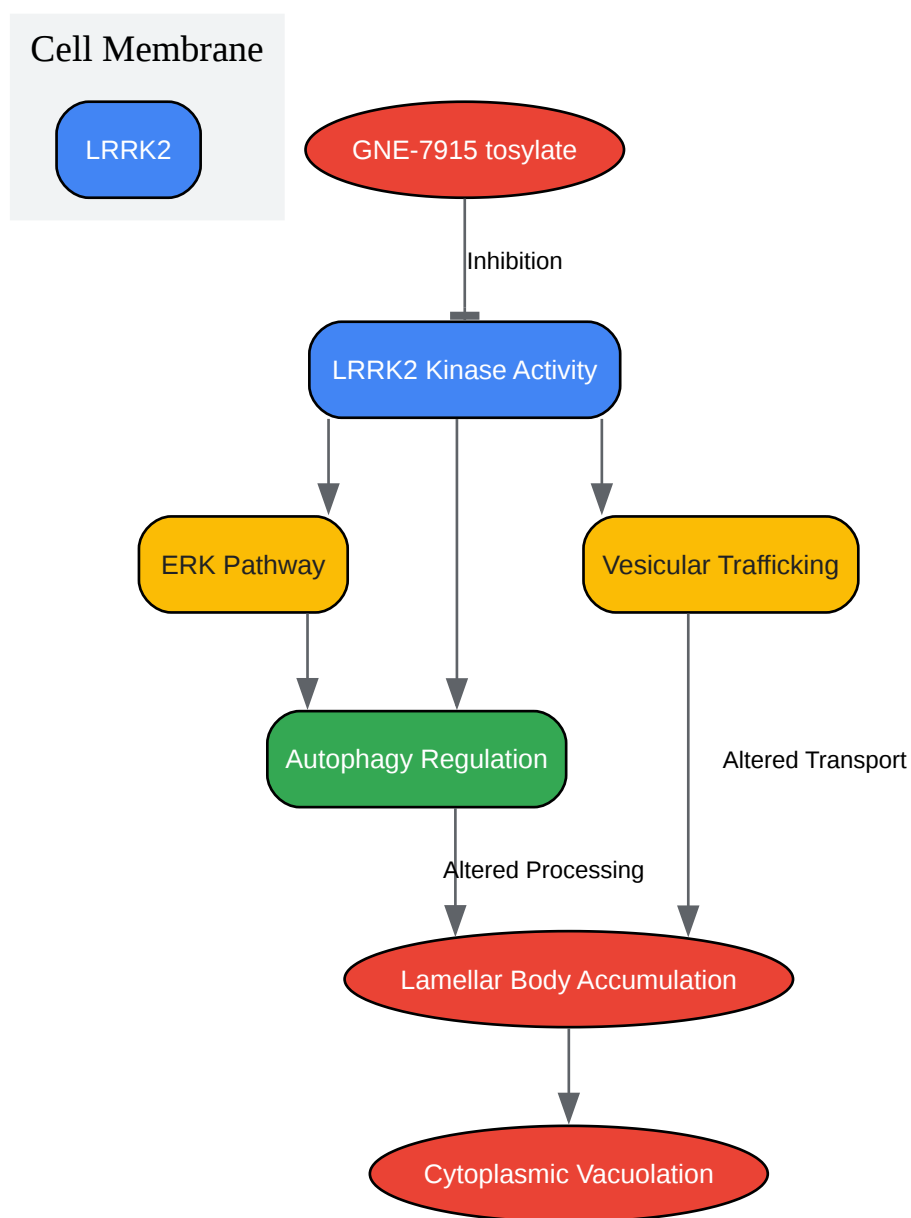 Cell Membrane
LRRK2
GNE-7915 tosylate
Inhibition
LRRK2 Kinase Activity
ERK Pathway
Vesicular Trafficking
Autophagy Regulation
Altered Transport
Altered Processing
Lamellar Body Accumulation
Cytoplasmic Vacuolation